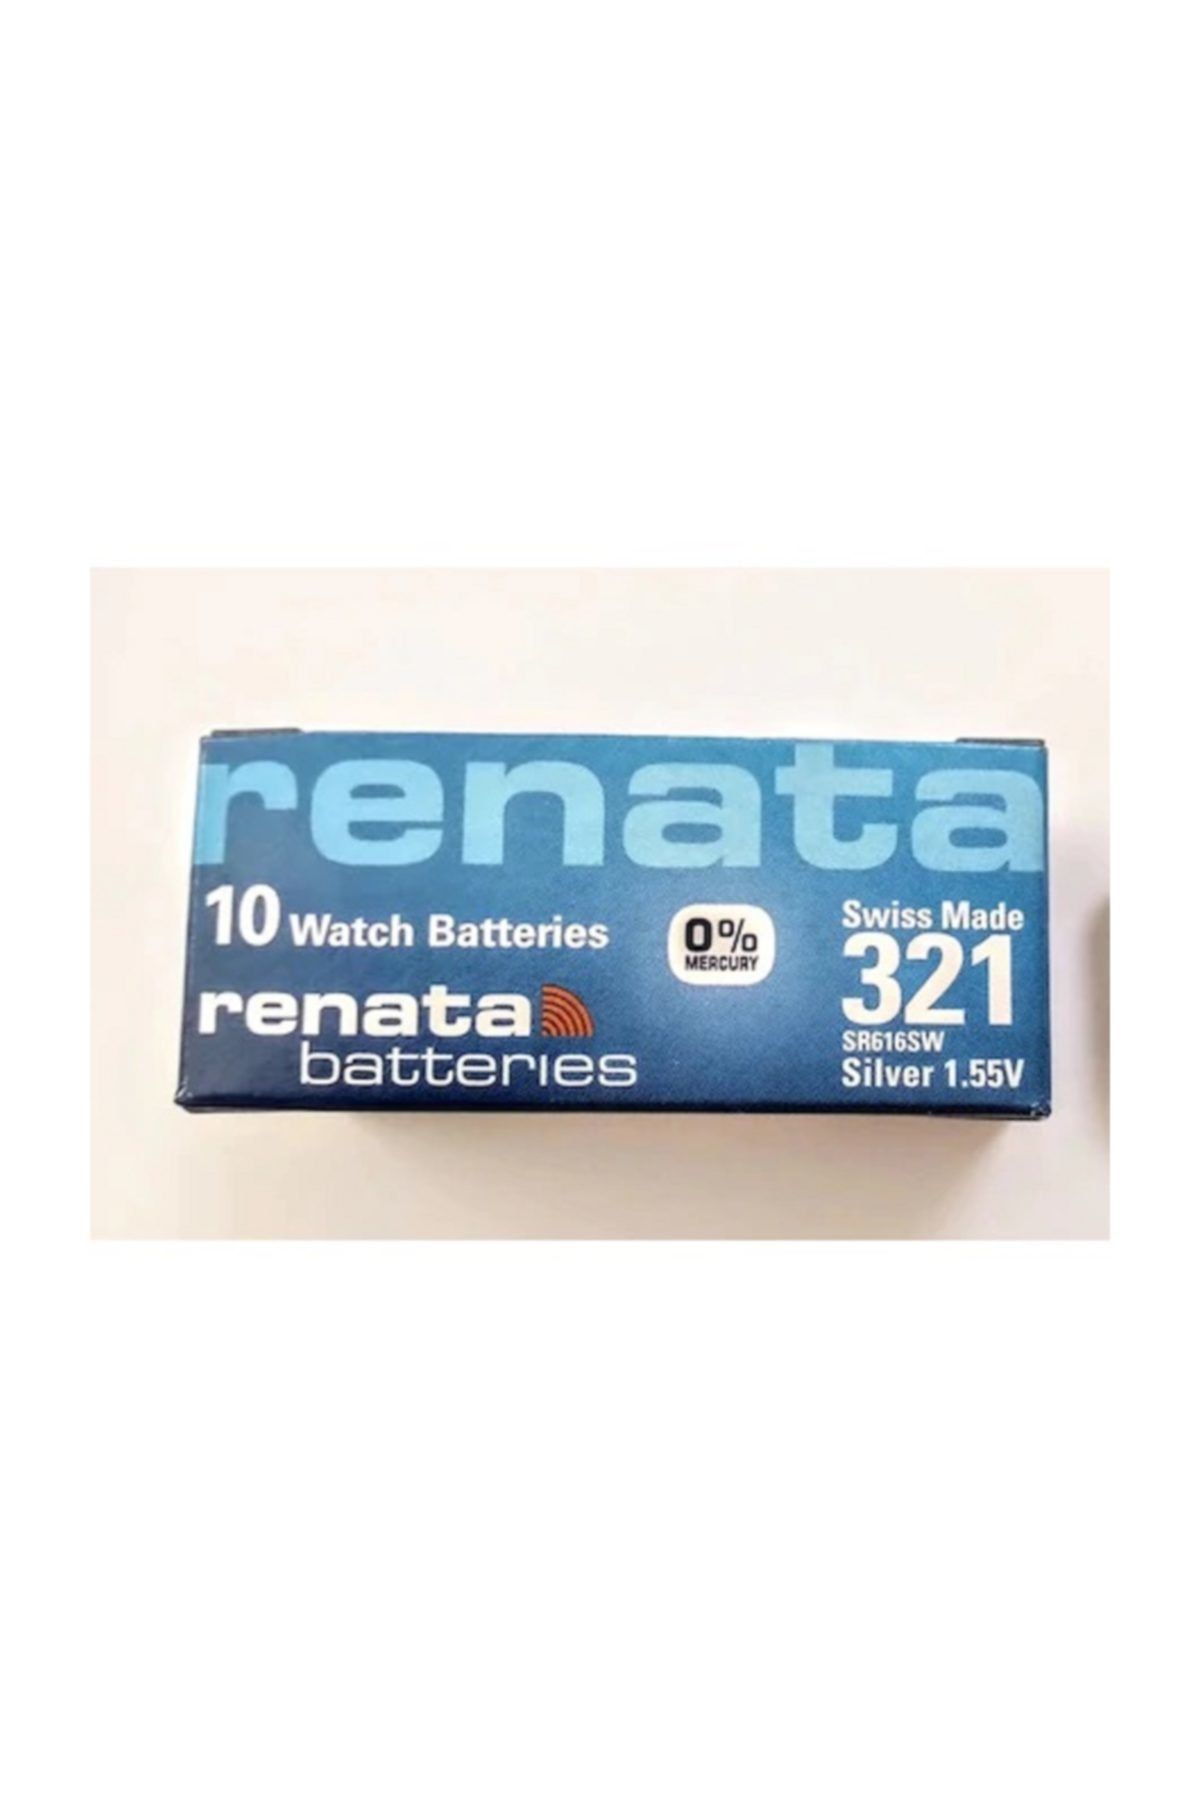 renata
10 Watch Batteries
renata
batteries
0%
MERCURY
Swiss Made
321
SR616SW
Silver 1.55V